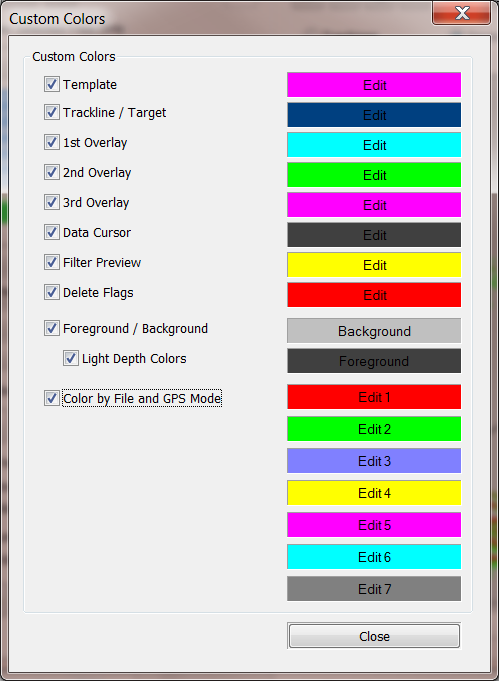 Custom Colors
Custom Colors
Template Edit
Trackline / Target Edit
1st Overlay Edit
2nd Overlay Edit
3rd Overlay Edit
Data Cursor Edit
Filter Preview Edit
Delete Flags Edit
Foreground / Background Background
Light Depth Colors Foreground
Color by File and GPS Mode Edit 1
Edit 2
Edit 3
Edit 4
Edit 5
Edit 6
Edit 7
Close